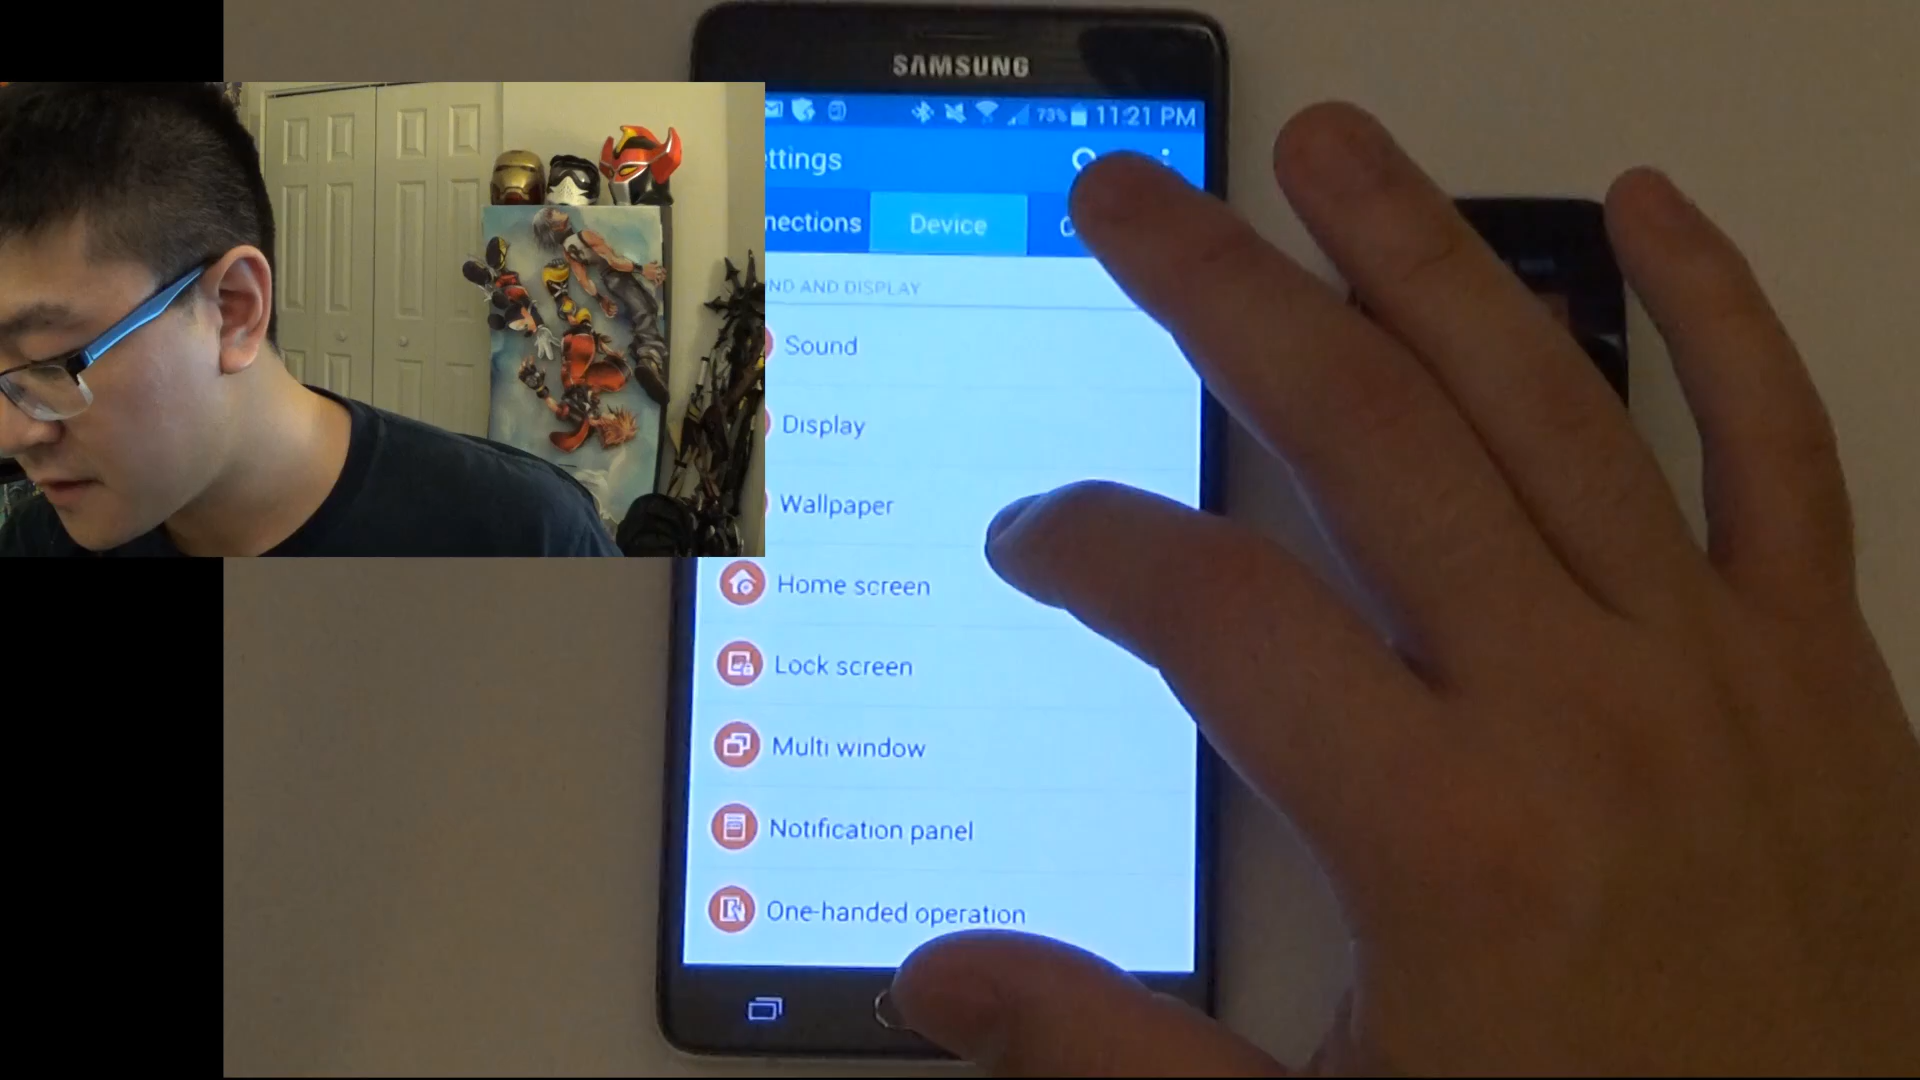 SAMSUNG
73% 11:21 PM
ttings
nections Device
ND AND DISPLAY
Sound
Display
Wallpaper
Home screen
Lock screen
Multi window
Notification panel
One-handed operation